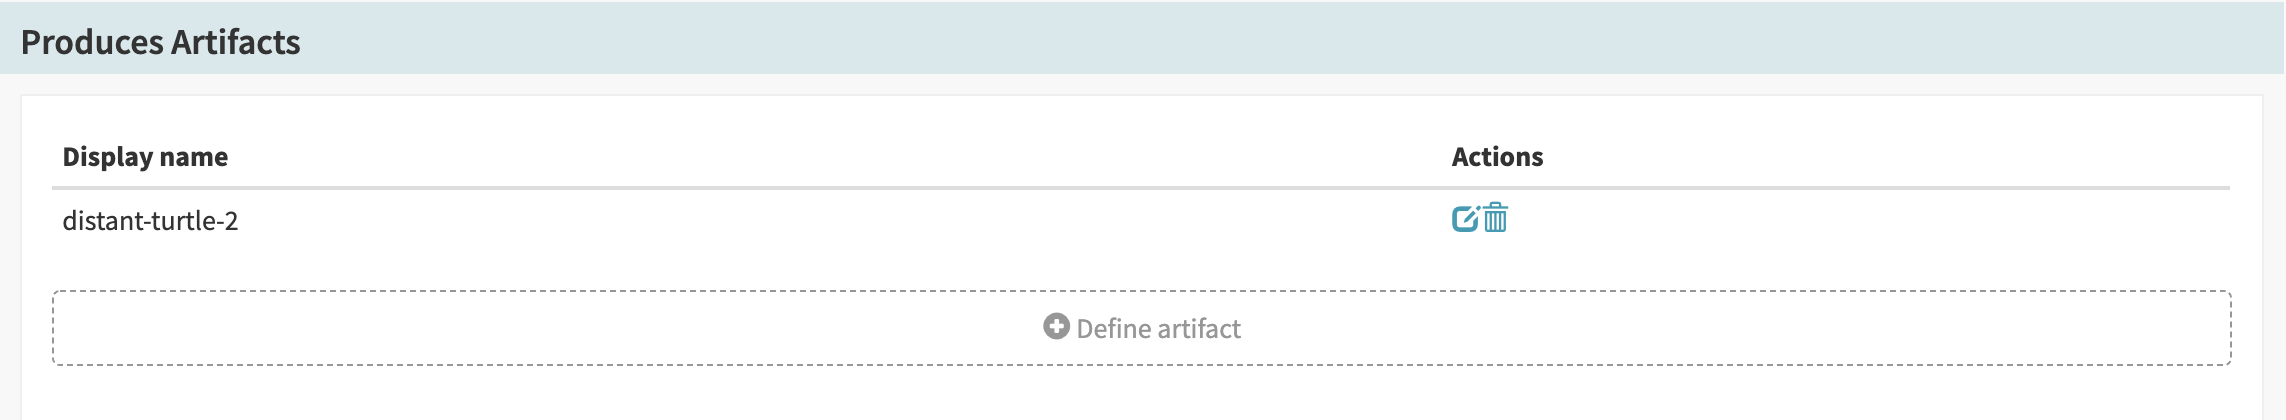 Produces Artifacts
Display name Actions
distant-turtle-2
Define artifact